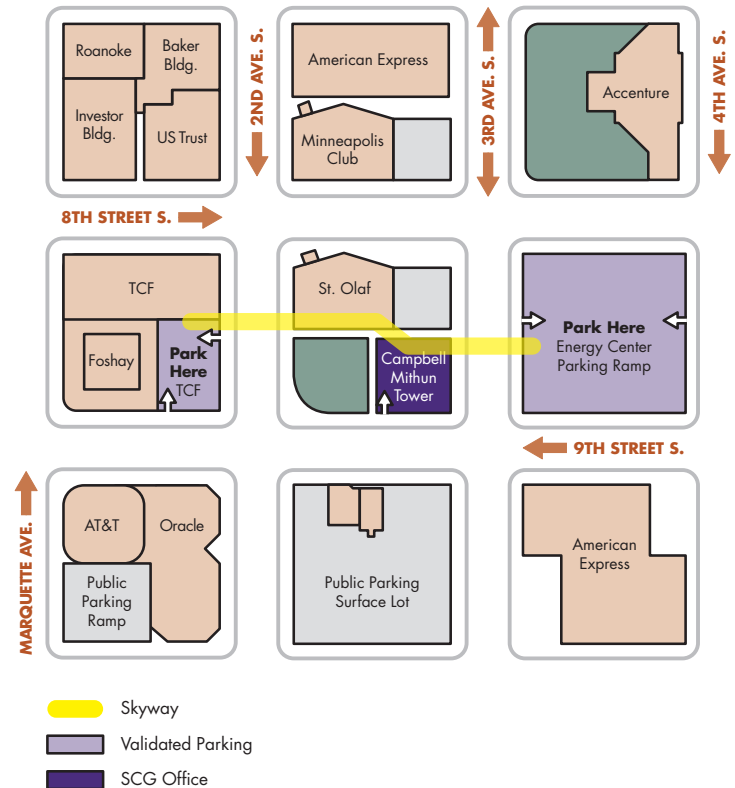 Roanoke
Baker
Bldg.
Investor
Bldg.
US Trust
2ND AVE. S.
American Express
Minneapolis
Club
3RD AVE. S.
Accenture
4TH AVE. S.
8TH STREET S.
TCF
Foshay
Park
Here
TCF
St. Olaf
Campbell
Mithun
Tower
Park Here
Energy Center
Parking Ramp
9TH STREET S.
MARQUETTE AVE.
AT&T
Oracle
Public
Parking
Ramp
Public Parking
Surface Lot
American
Express
Skyway
Validated Parking
SCG Office